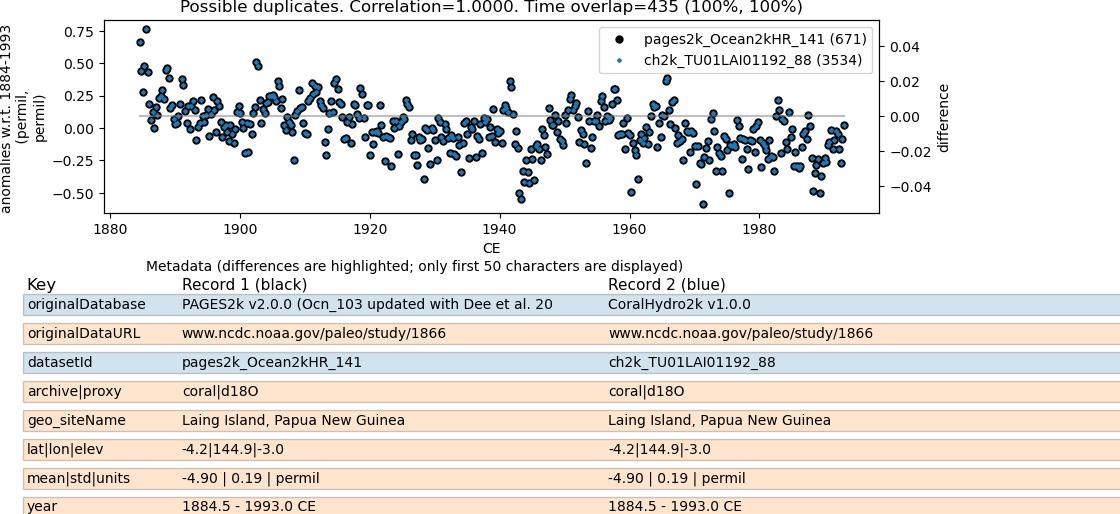 Possible duplicates. Correlation=1.0000. Time overlap=435 (100%, 100%)
anomalies w.r.t. 1884-1993
(permil,
permil)
0.75
0.50
0.25
0.00
−0.25
−0.50
pages2k_Ocean2kHR_141 (671)
ch2k_TU01LAI01192_88 (3534)
0.04
0.02
0.00
−0.02
−0.04
difference
1880 1900 1920 1940 1960 1980
CE
Metadata (differences are highlighted; only first 50 characters are displayed)
Key Record 1 (black) Record 2 (blue)
originalDatabase PAGES2k v2.0.0 (Ocn_103 updated with Dee et al. 20 CoralHydro2k v1.0.0
originalDataURL www.ncdc.noaa.gov/paleo/study/1866 www.ncdc.noaa.gov/paleo/study/1866
datasetId pages2k_Ocean2kHR_141 ch2k_TU01LAI01192_88
archive|proxy coral|d18O coral|d18O
geo_siteName Laing Island, Papua New Guinea Laing Island, Papua New Guinea
lat|lon|elev -4.2|144.9|-3.0 -4.2|144.9|-3.0
mean|std|units -4.90 | 0.19 | permil -4.90 | 0.19 | permil
year 1884.5 - 1993.0 CE 1884.5 - 1993.0 CE